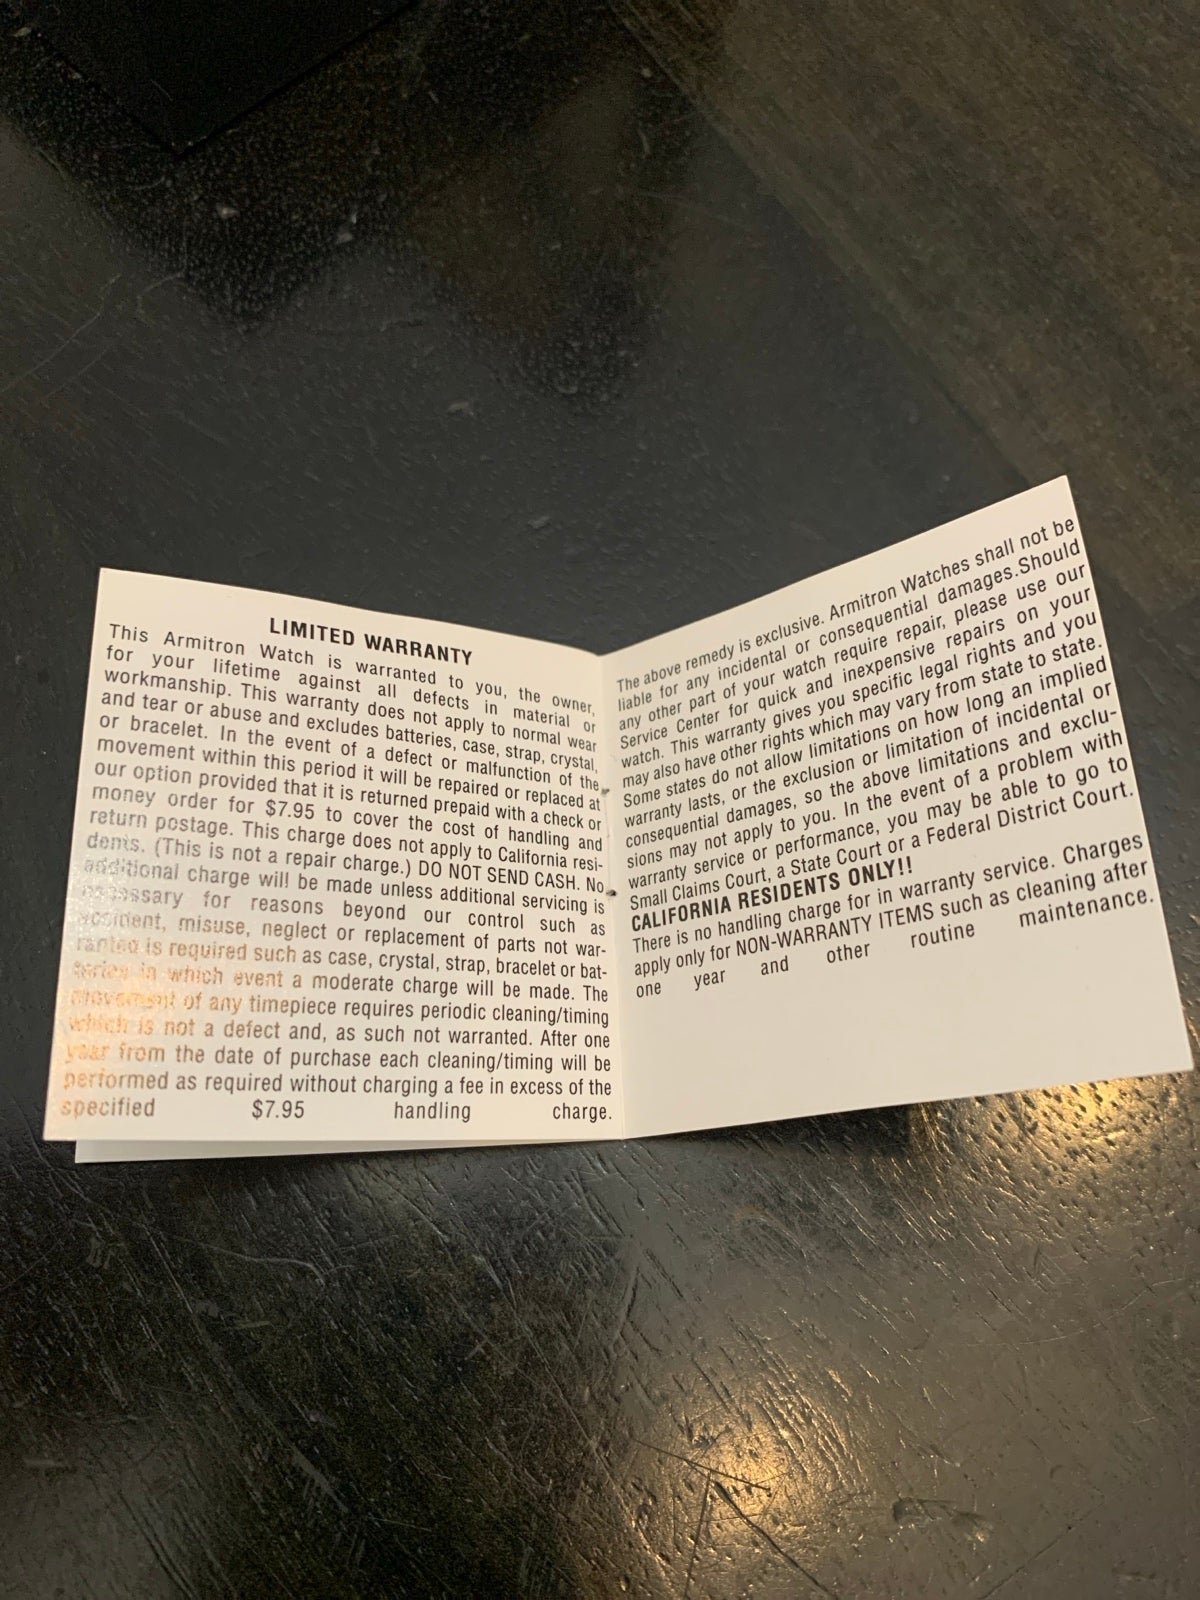 LIMITED WARRANTY
This Armitron Watch is warranted to you, the owner,
for your lifetime against all defects in material or
workmanship. This warranty does not apply to normal wear
and tear or abuse and excludes batteries, case, strap, crystal,
or bracelet. In the event of a defect or malfunction of the
movement within this period it will be repaired or replaced at
our option provided that it is returned prepaid with a check or
money order for $7.95 to cover the cost of handling and
return postage. This charge does not apply to California resi-
dents. (This is not a repair charge.) DO NOT SEND CASH. No
additional charge will be made unless additional servicing is
necessary for reasons beyond our control such as
accident, misuse, neglect or replacement of parts not war-
ranted is required such as case, crystal, strap, bracelet or bat-
teries in which event a moderate charge will be made. The
movement of any timepiece requires periodic cleaning/timing
which is not a defect and, as such not warranted. After one
year from the date of purchase each cleaning/timing will be
performed as required without charging a fee in excess of the
specified $7.95 handling charge.
The above remedy is exclusive. Armitron Watches shall not be
liable for any incidental or consequential damages.Should
any other part of your watch require repair, please use our
Service Center for quick and inexpensive repairs on your
watch. This warranty gives you specific legal rights and you
may also have other rights which may vary from state to state.
Some states do not allow limitations on how long an implied
warranty lasts, or the exclusion or limitation of incidental or
consequential damages, so the above limitations and exclu-
sions may not apply to you. In the event of a problem with
warranty service or performance, you may be able to go to
Small Claims Court, a State Court or a Federal District Court.
CALIFORNIA RESIDENTS ONLY!!
There is no handling charge for in warranty service. Charges
apply only for NON-WARRANTY ITEMS such as cleaning after
one year and other routine maintenance.